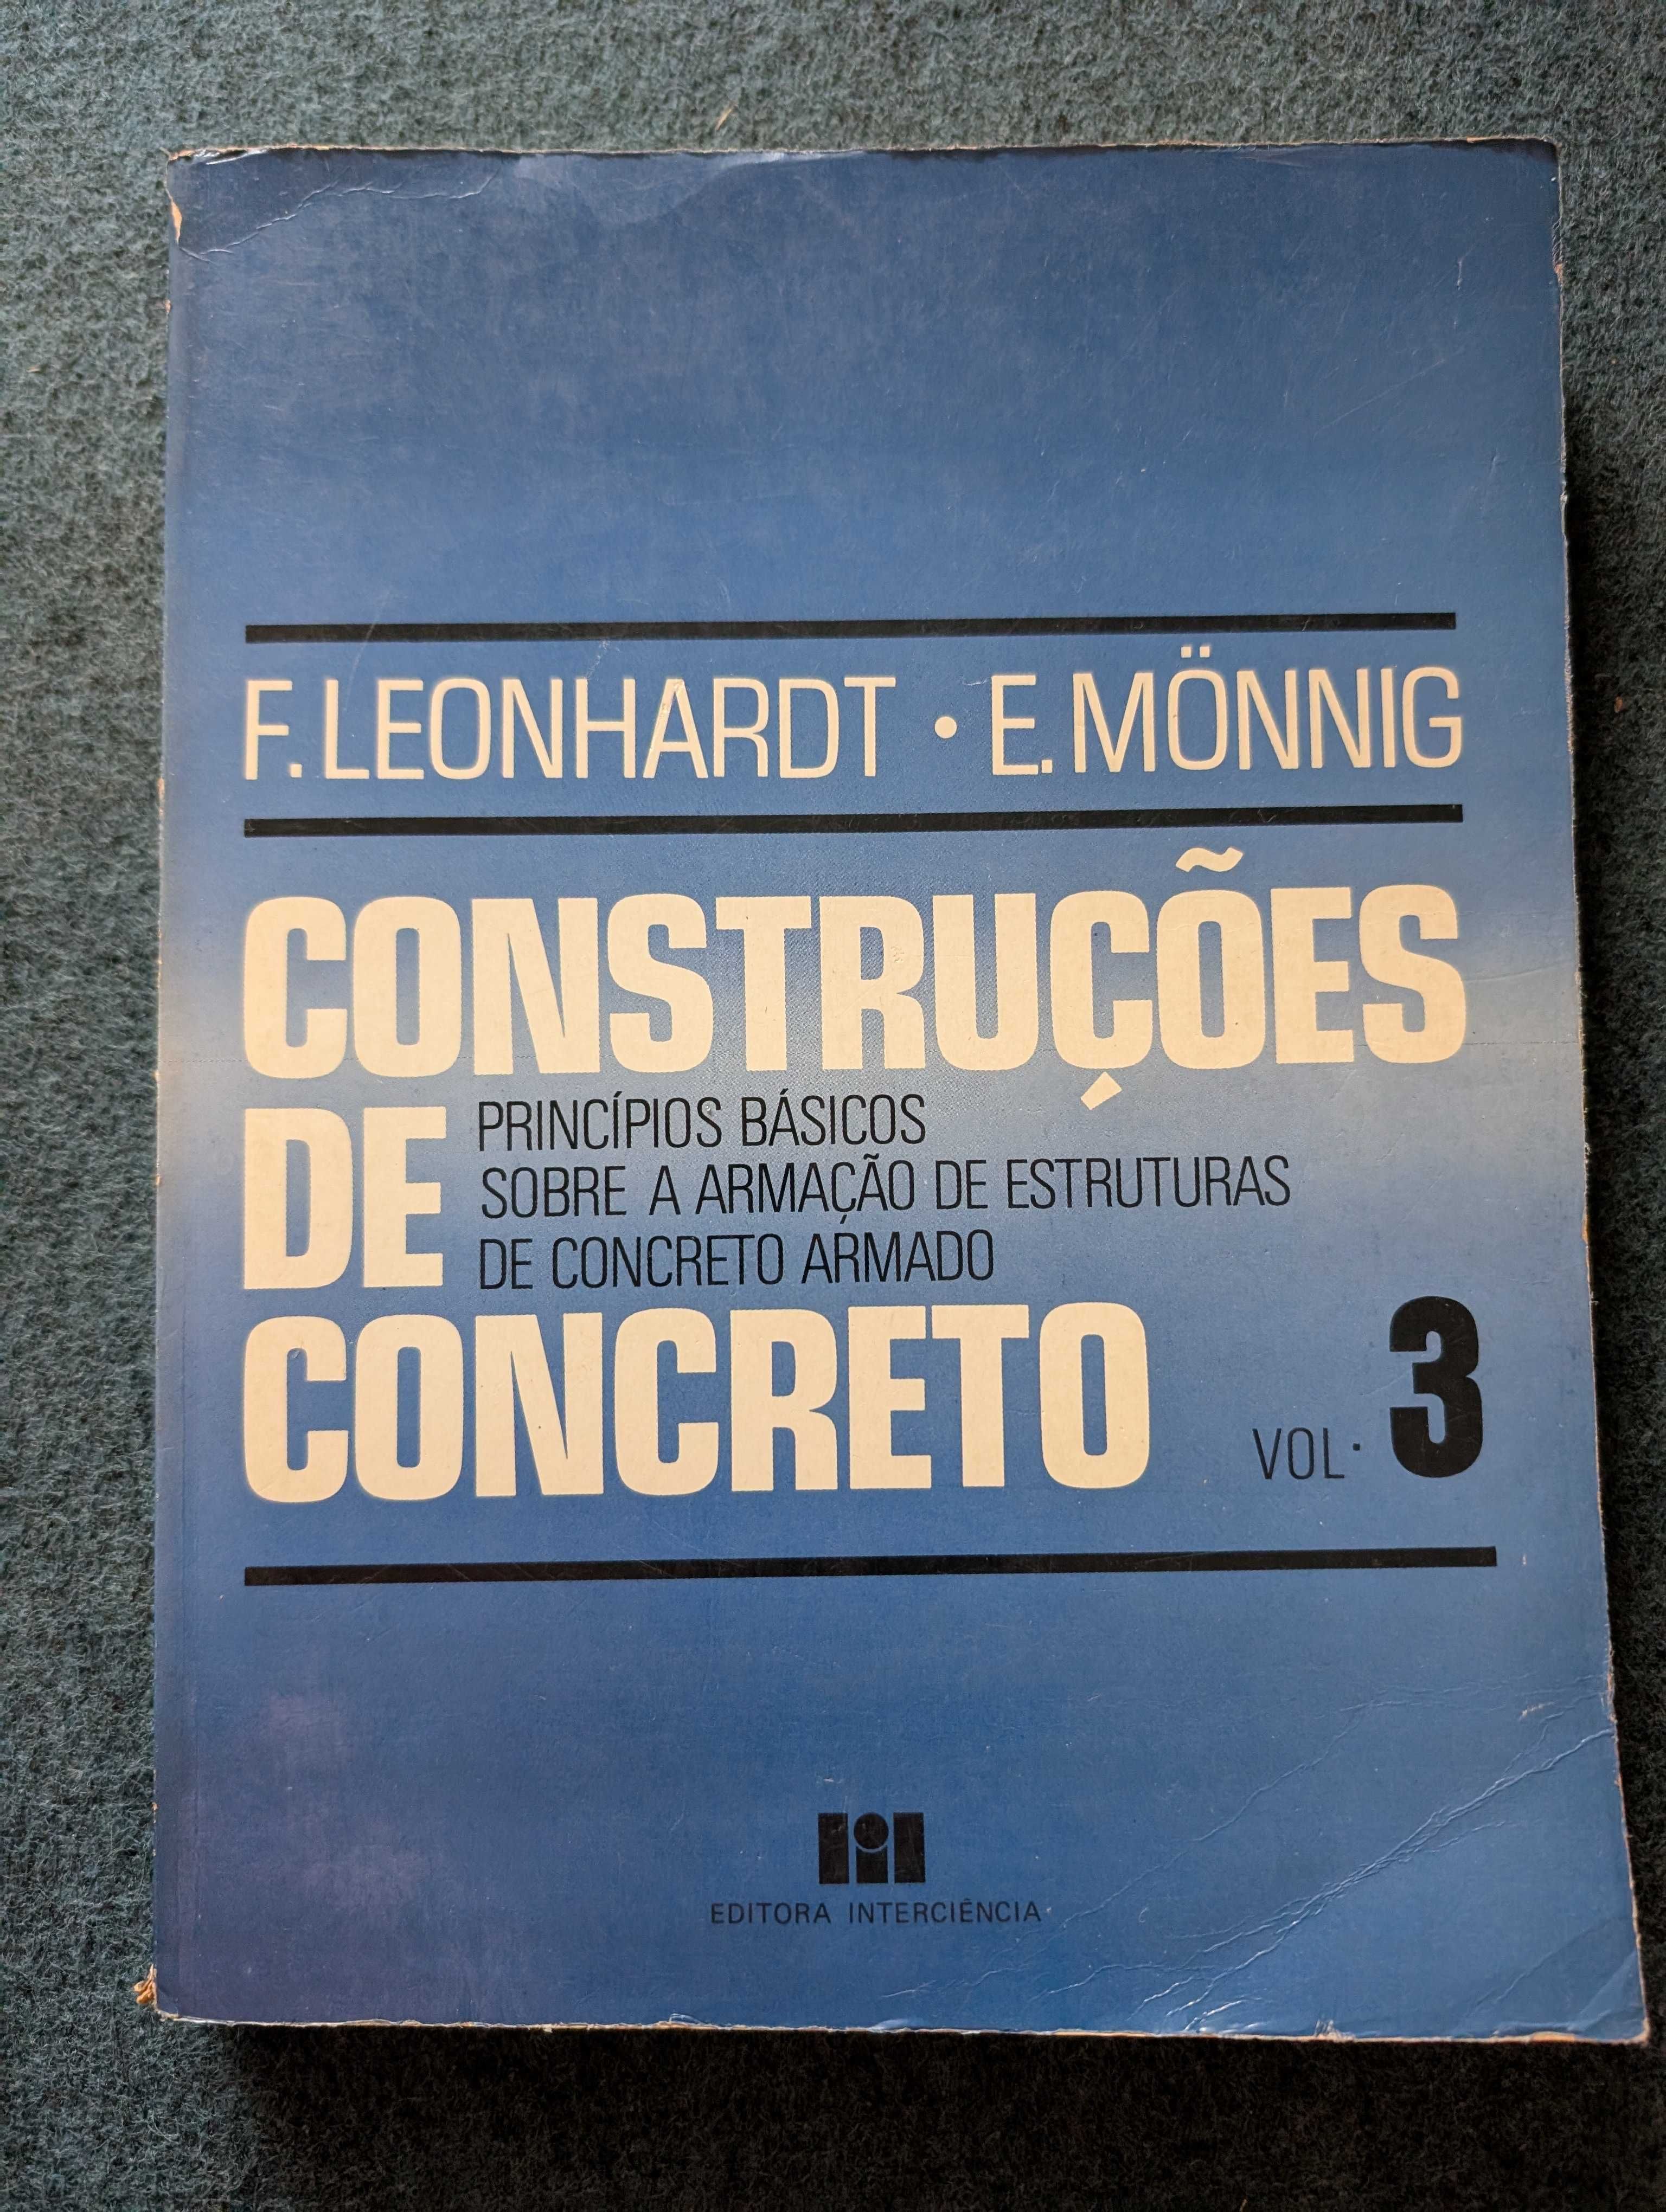 F. LEONHARDT · E. MÖNNIG
CONSTRUÇÕES
DE
PRINCÍPIOS BÁSICOS
SOBRE A ARMAÇÃO DE ESTRUTURAS
DE CONCRETO ARMADO
CONCRETO
VOL· 3
EDITORA INTERCIÊNCIA